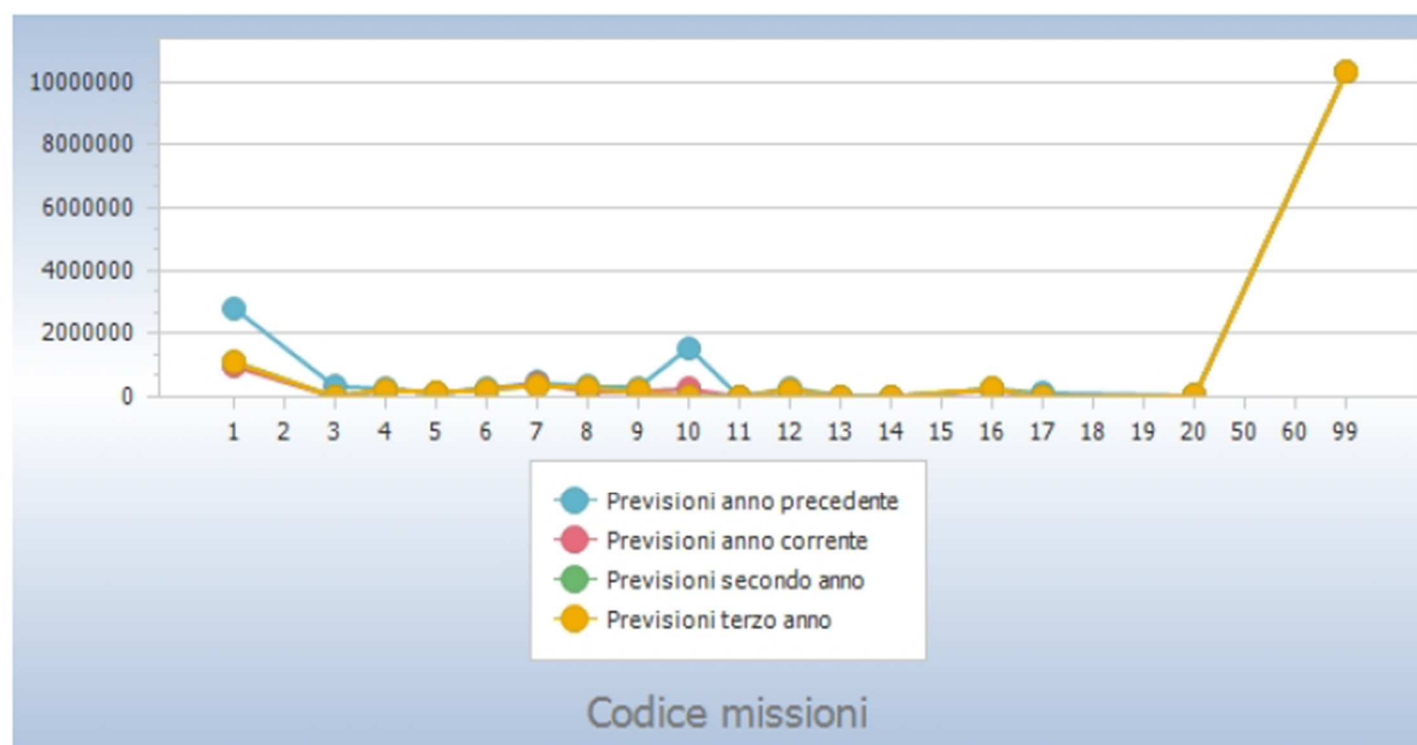 10000000
8000000
6000000
4000000
2000000
0
1 2 3 4 5 6 7 8 9 10 11 12 13 14 15 16 17 18 19 20 50 60 99
Previsioni anno precedente
Previsioni anno corrente
Previsioni secondo anno
Previsioni terzo anno
Codice missioni